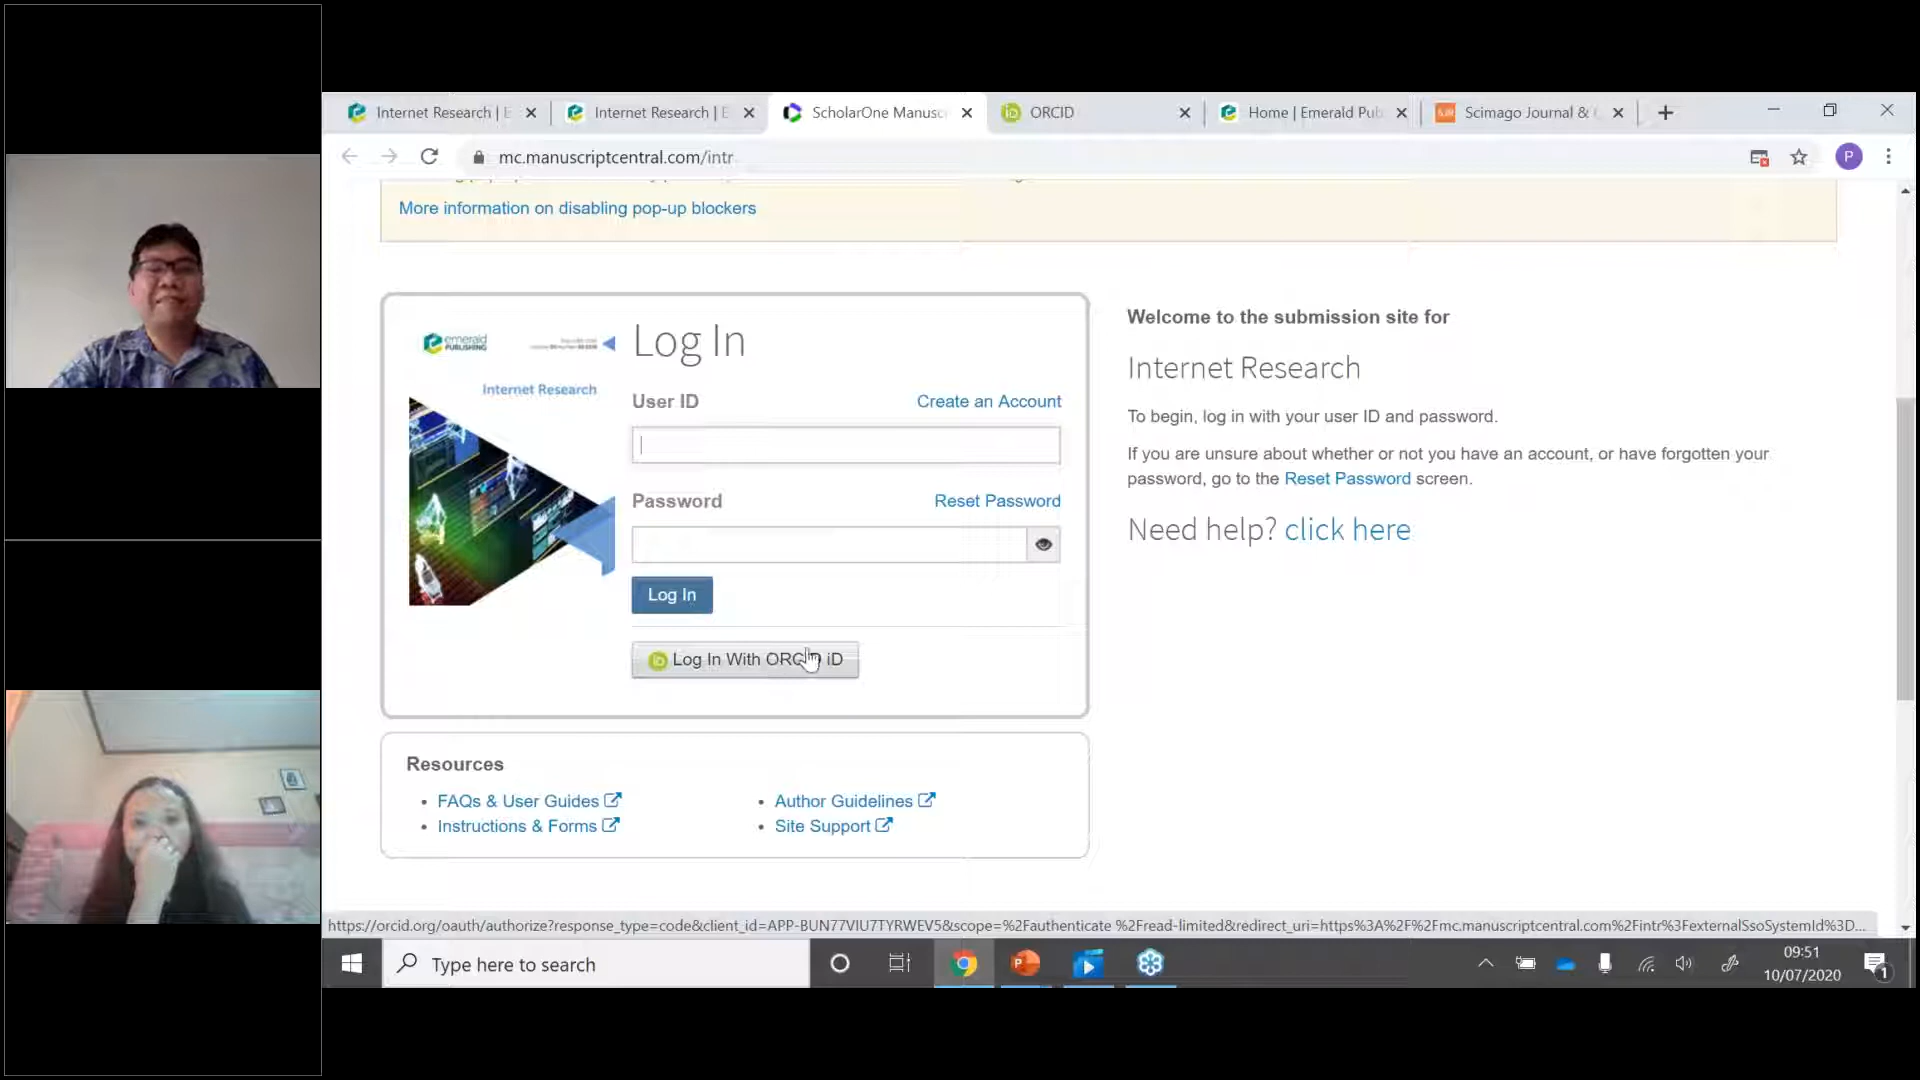 Internet Research | E
Internet Research | E
ScholarOne Manusc
ORCID
Home | Emerald Pub
Scimago Journal &
mc.manuscriptcentral.com/intr
P
More information on disabling pop-up blockers
emerald
PUBLISHING
Internet Research
Log In
User ID
Create an Account
Password
Reset Password
Log In
iD Log In With ORCID iD
Welcome to the submission site for
Internet Research
To begin, log in with your user ID and password.
If you are unsure about whether or not you have an account, or have forgotten your
password, go to the Reset Password screen.
Need help? click here
Resources
• FAQs & User Guides
• Instructions & Forms
• Author Guidelines
• Site Support
https://orcid.org/oauth/authorize?response_type=code&client_id=APP-BUN77VIU7TYRWEV5&scope=%2Fauthenticate %2Fread-limited&redirect_uri=https%3A%2F%2Fmc.manuscriptcentral.com%2Fintr%3FexternalSsoSystemId%3D...
Type here to search
09:51
10/07/2020
1